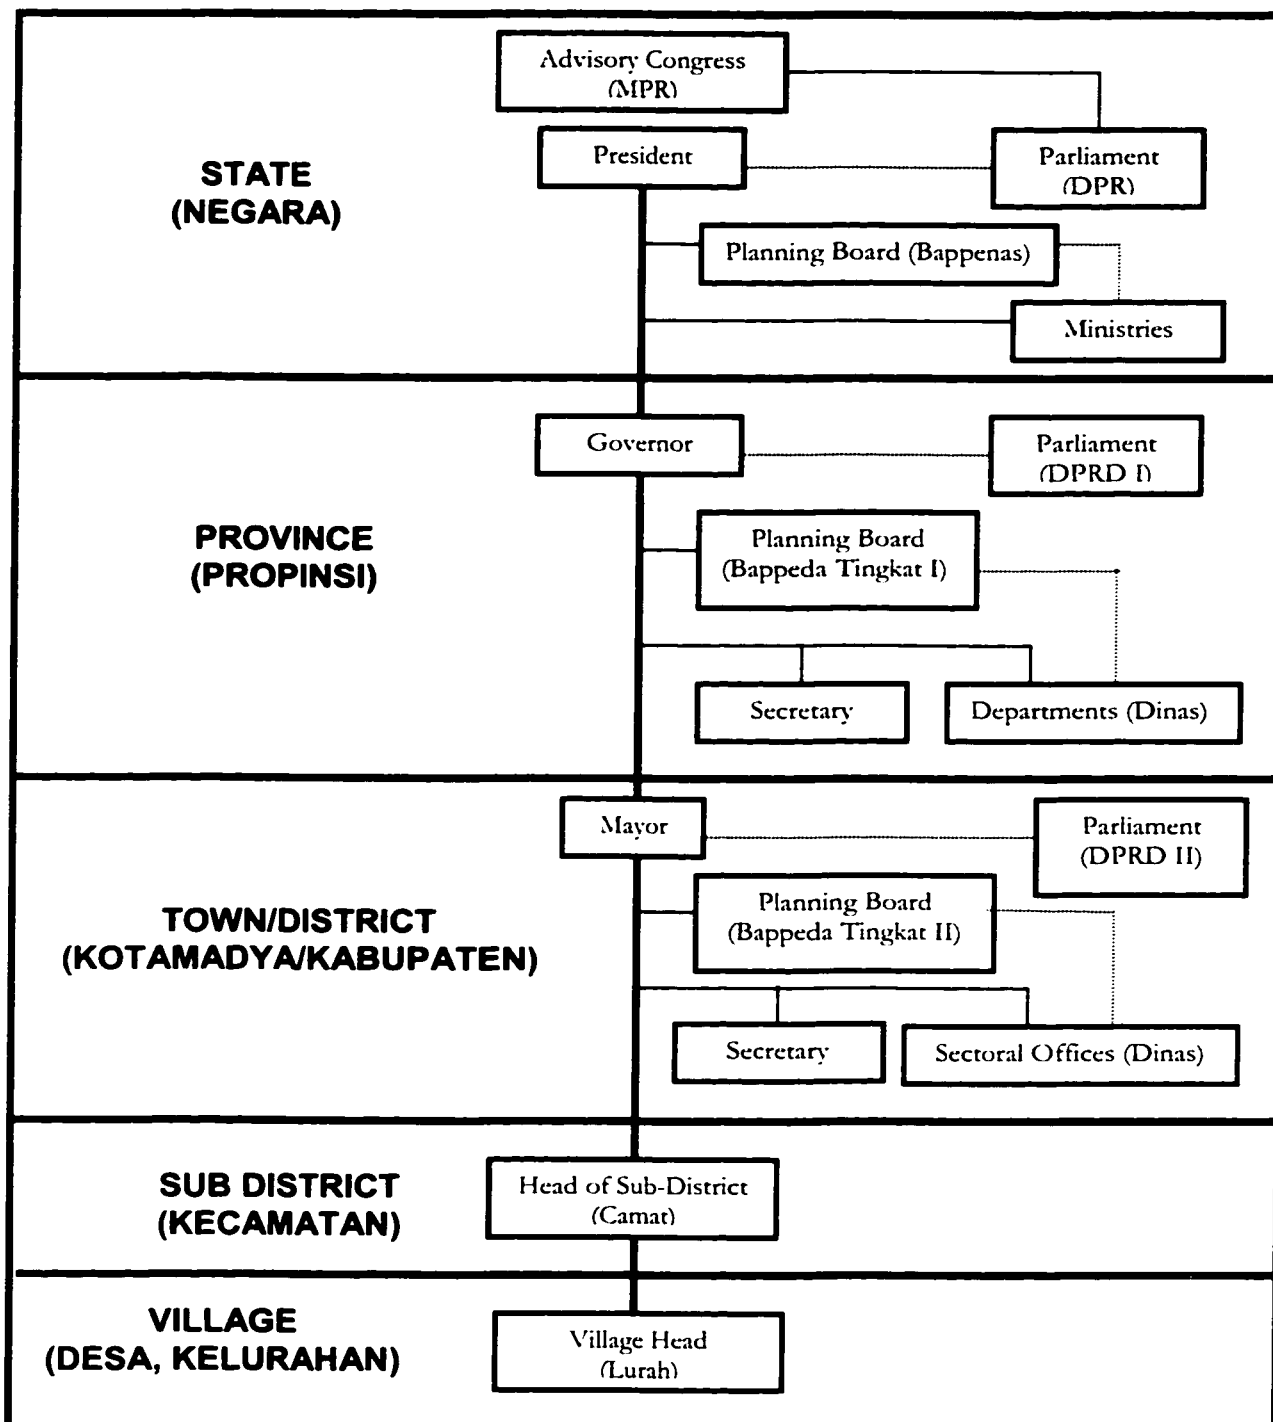 Advisory Congress
(MPR)
President
Parliament
(DPR)
STATE
(NEGARA)
Planning Board (Bappenas)
Ministries
Governor
Parliament
(DPRD I)
PROVINCE
(PROPINSI)
Planning Board
(Bappeda Tingkat I)
Secretary
Departments (Dinas)
Mayor
Parliament
(DPRD II)
TOWN/DISTRICT
(KOTAMADYA/KABUPATEN)
Planning Board
(Bappeda Tingkat II)
Secretary
Sectoral Offices (Dinas)
SUB DISTRICT
(KECAMATAN)
Head of Sub-District
(Camat)
VILLAGE
(DESA, KELURAHAN)
Village Head
(Lurah)